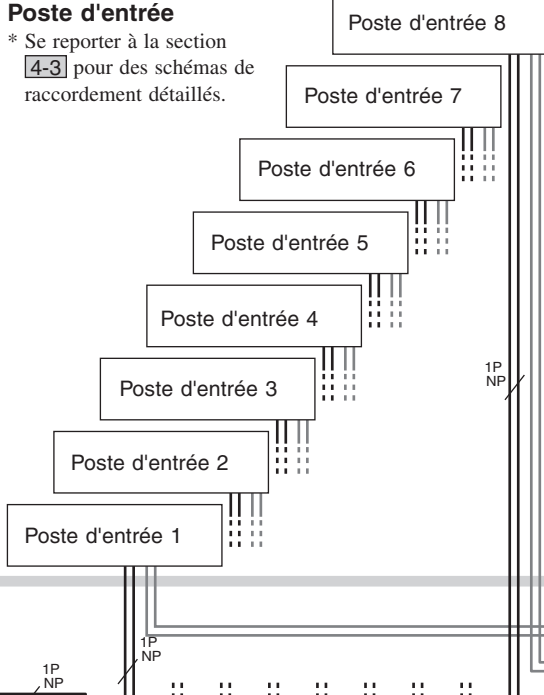 Poste d'entrée
* Se reporter à la section
4-3 pour des schémas de
raccordement détaillés.
Poste d'entrée 8
Poste d'entrée 7
Poste d'entrée 6
Poste d'entrée 5
Poste d'entrée 4
1P
NP
Poste d'entrée 3
Poste d'entrée 2
Poste d'entrée 1
1P
NP
1P
NP